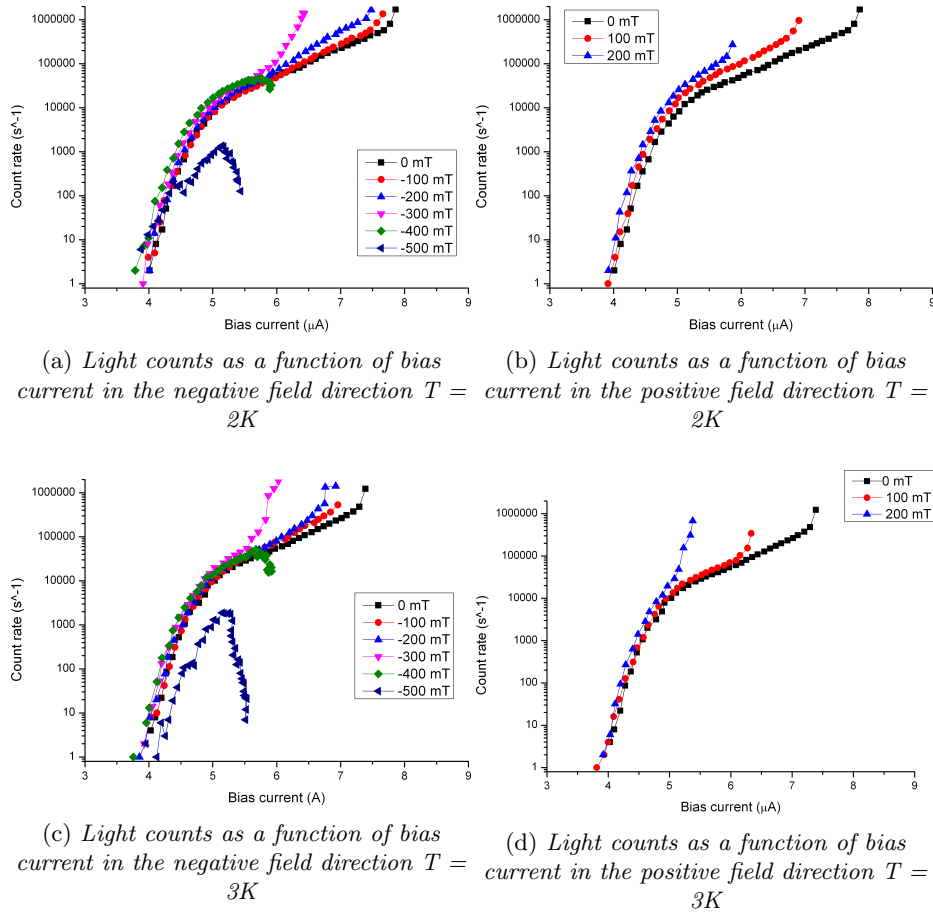 1000000
100000
10000
1000
100
10
1
Count rate (s^-1)
0 mT
-100 mT
-200 mT
-300 mT
-400 mT
-500 mT
3 4 5 6 7 8 9
Bias current (μA)
(a) Light counts as a function of bias
current in the negative field direction T =
2K
1000000
100000
10000
1000
100
10
1
Count rate (s^-1)
0 mT
100 mT
200 mT
3 4 5 6 7 8 9
Bias current (μA)
(b) Light counts as a function of bias
current in the positive field direction T =
2K
1000000
100000
10000
1000
100
10
1
Count rate (s^-1)
0 mT
-100 mT
-200 mT
-300 mT
-400 mT
-500 mT
3 4 5 6 7 8 9
Bias current (A)
(c) Light counts as a function of bias
current in the negative field direction T =
3K
0 mT
100 mT
200 mT
1000000
100000
10000
1000
100
10
1
Count rate (s^-1)
3 4 5 6 7 8 9
Bias current (μA)
(d) Light counts as a function of bias
current in the positive field direction T =
3K